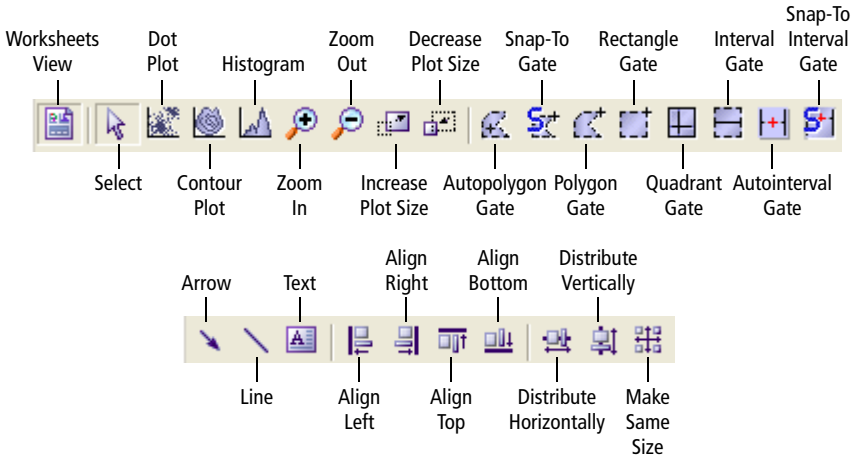 Snap-To
Worksheets Dot Zoom Decrease Snap-To Rectangle Interval Interval
View Plot Histogram Out Plot Size Gate Gate Gate Gate
Select Contour Zoom Increase Autopolygon Polygon Quadrant Autointerval
Plot In Plot Size Gate Gate Gate Gate
Align Align Distribute
Arrow Text Right Bottom Vertically
A
Line Align Align Distribute Make
Left Top Horizontally Same
Size